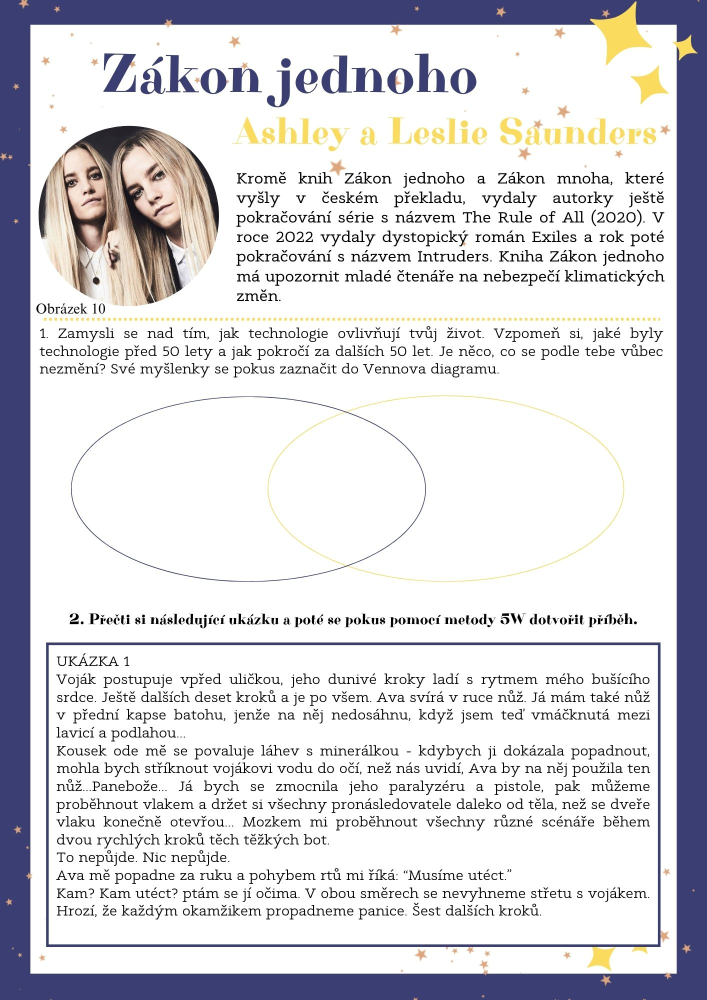 Zákon jednoho
Ashley a Leslie Saunders
Kromě knih Zákon jednoho a Zákon mnoha, které
vyšly v českém překladu, vydaly autorky ještě
pokračování série s názvem The Rule of All (2020). V
roce 2022 vydaly dystopický román Exiles a rok poté
pokračování s názvem Intruders. Kniha Zákon jednoho
má upozornit mladé čtenáře na nebezpečí klimatických
změn.
Obrázek 10
1. Zamysli se nad tím, jak technologie ovlivňují tvůj život. Vzpomeň si, jaké byly
technologie před 50 lety a jak pokročí za dalších 50 let. Je něco, co se podle tebe vůbec
nezmění? Své myšlenky se pokus zaznačit do Vennova diagramu.
2. Přečti si následující ukázku a poté se pokus pomocí metody 5W dotvořit příběh.
UKÁZKA 1
Voják postupuje vpřed uličkou, jeho dunivé kroky ladí s rytmem mého bušícího
srdce. Ještě dalších deset kroků a je po všem. Ava svírá v ruce nůž. Já mám také nůž
v přední kapse batohu, jenže na něj nedosáhnu, když jsem teď vmáčknutá mezi
lavicí a podlahou...
Kousek ode mě se povaluje láhev s minerálkou - kdybych ji dokázala popadnout,
mohla bych stříknout vojákovi vodu do očí, než nás uvidí, Ava by na něj použila ten
nůž...Panebože... Já bych se zmocnila jeho paralyzéru a pistole, pak můžeme
proběhnout vlakem a držet si všechny pronásledovatele daleko od těla, než se dveře
vlaku konečně otevřou... Mozkem mi proběhnout všechny různé scénáře během
dvou rychlých kroků těch těžkých bot.
To nepůjde. Nic nepůjde.
Ava mě popadne za ruku a pohybem rtů mi říká: “Musíme utéct.”
Kam? Kam utéct? ptám se jí očima. V obou směrech se nevyhneme střetu s vojákem.
Hrozí, že každým okamžikem propadneme panice. Šest dalších kroků.